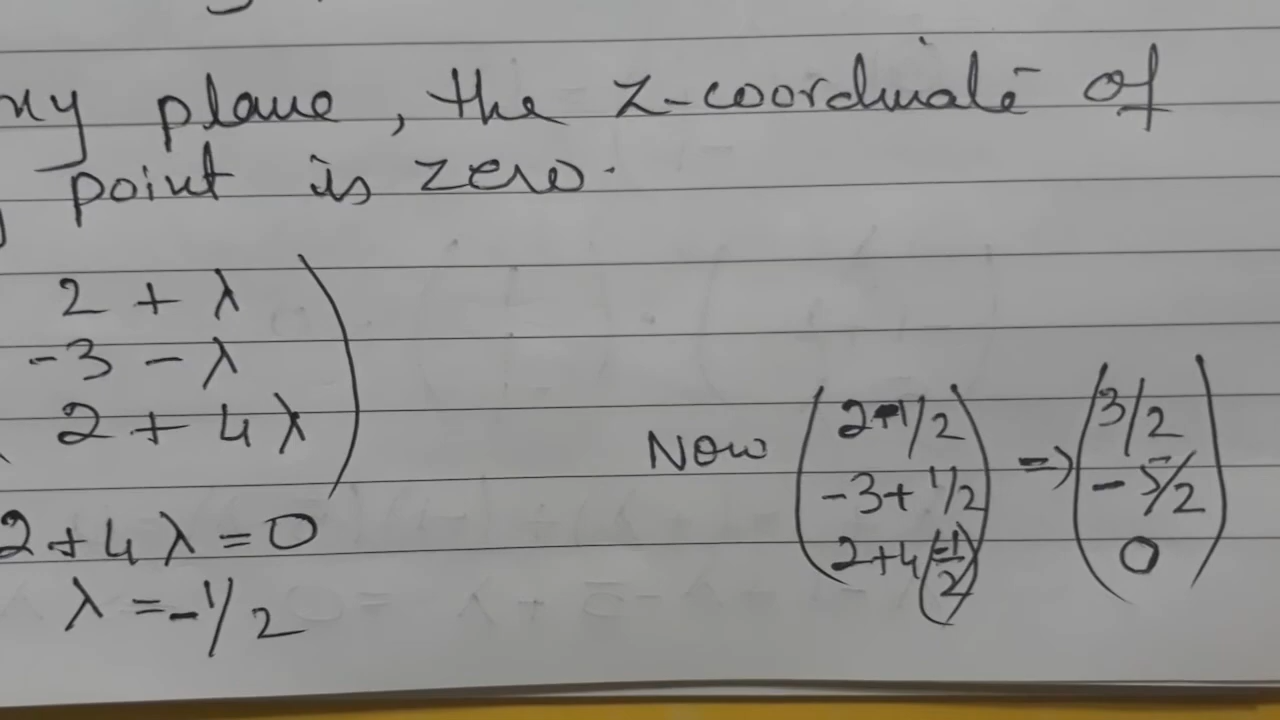 xy plane, the z-coordinate of
point is zero.
2 + λ
-3 - λ
2 + 4λ
2+4λ=0
λ = -1/2
Now (2-1/2) => (3/2)
(-3+1/2) (-5/2)
(2+4(-1/2)) (0)